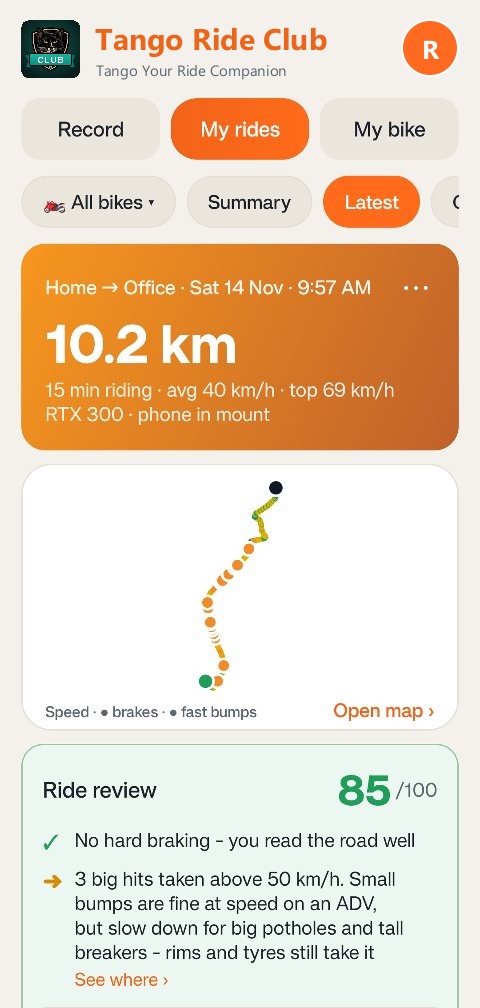 CLUB
Tango Ride Club
Tango Your Ride Companion
R
Record
My rides
My bike
All bikes ▾
Summary
Latest
Home → Office · Sat 14 Nov · 9:57 AM
10.2 km
15 min riding · avg 40 km/h · top 69 km/h
RTX 300 · phone in mount
Speed · ● brakes · ● fast bumps
Open map ›
Ride review
85 /100
✓ No hard braking – you read the road well
➔ 3 big hits taken above 50 km/h. Small
bumps are fine at speed on an ADV,
but slow down for big potholes and tall
breakers – rims and tyres still take it
See where ›